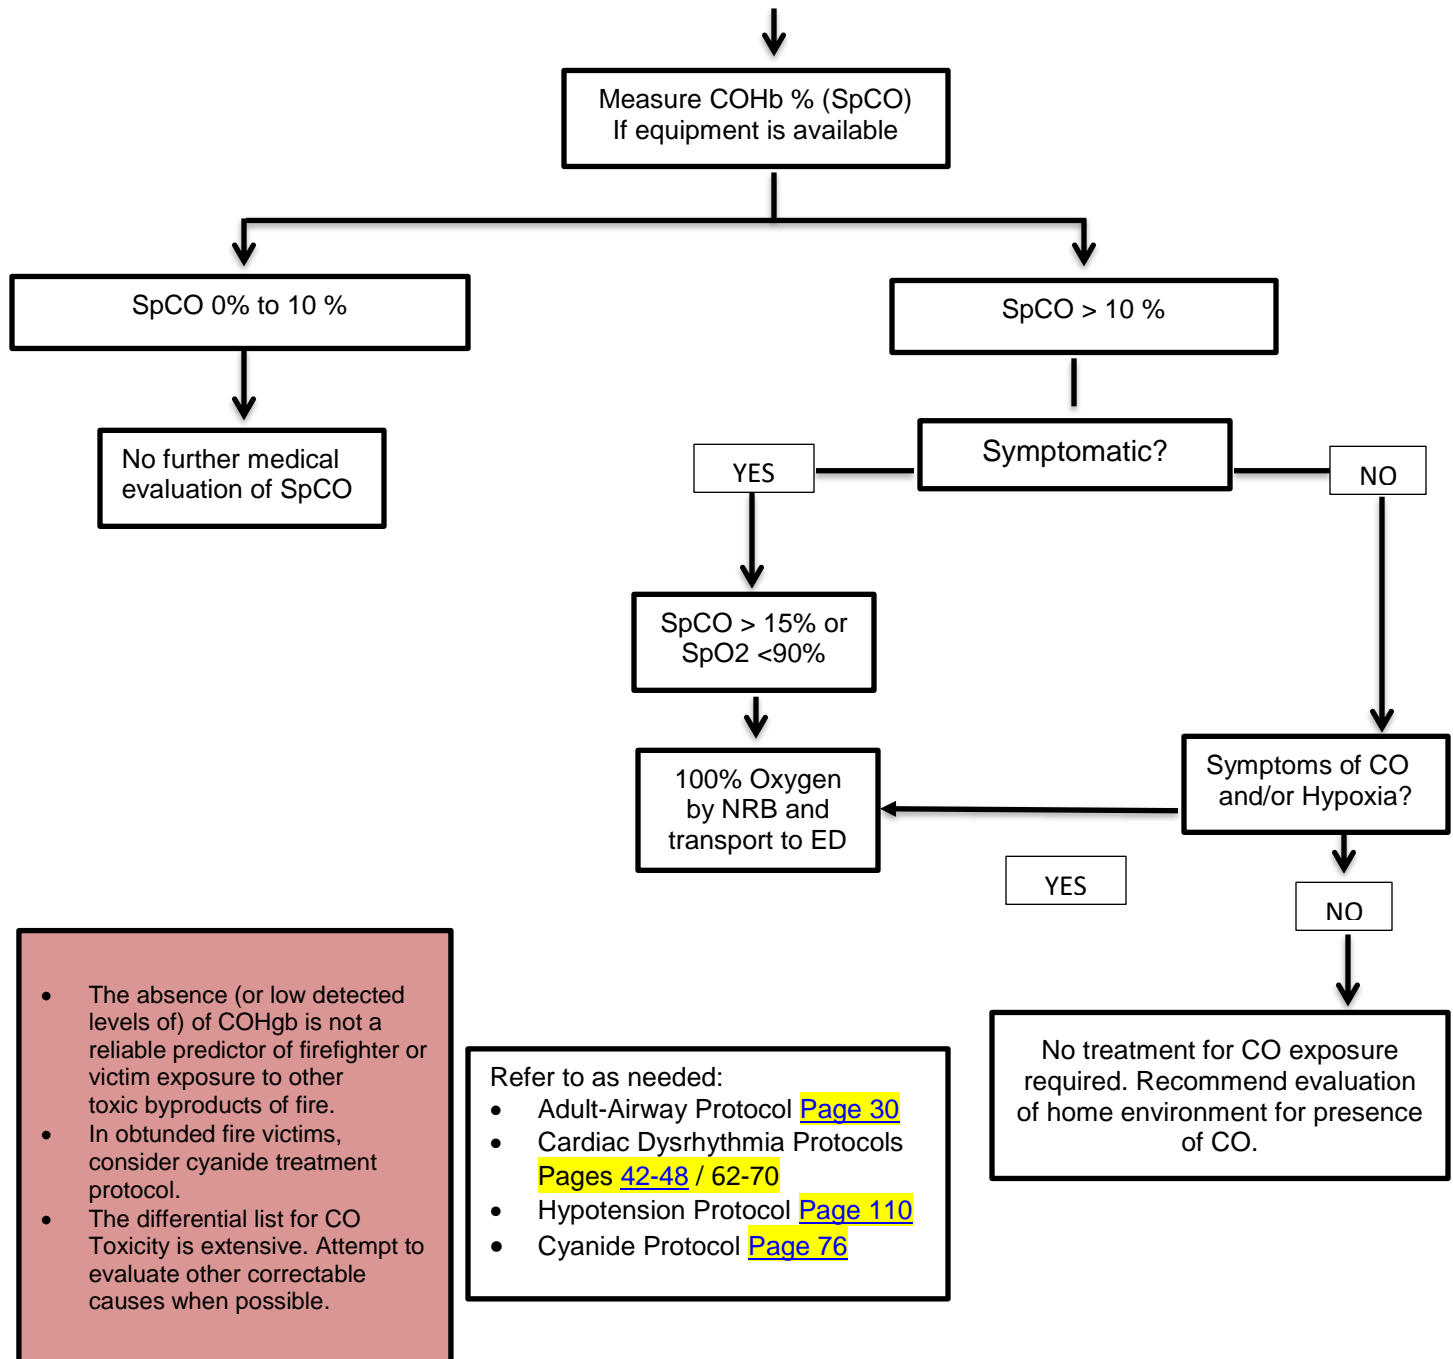 Measure COHb % (SpCO)
If equipment is available
SpCO 0% to 10 %
SpCO > 10 %
No further medical
evaluation of SpCO
Symptomatic?
YES
NO
SpCO > 15% or
SpO2 <90%
100% Oxygen
by NRB and
transport to ED
Symptoms of CO
and/or Hypoxia?
YES
NO
No treatment for CO exposure
required. Recommend evaluation
of home environment for presence
of CO.
• The absence (or low detected
levels of) of COHgb is not a
reliable predictor of firefighter or
victim exposure to other
toxic byproducts of fire.
• In obtunded fire victims,
consider cyanide treatment
protocol.
• The differential list for CO
Toxicity is extensive. Attempt to
evaluate other correctable
causes when possible.
Refer to as needed:
• Adult-Airway Protocol Page 30
• Cardiac Dysrhythmia Protocols
Pages 42-48 / 62-70
• Hypotension Protocol Page 110
• Cyanide Protocol Page 76